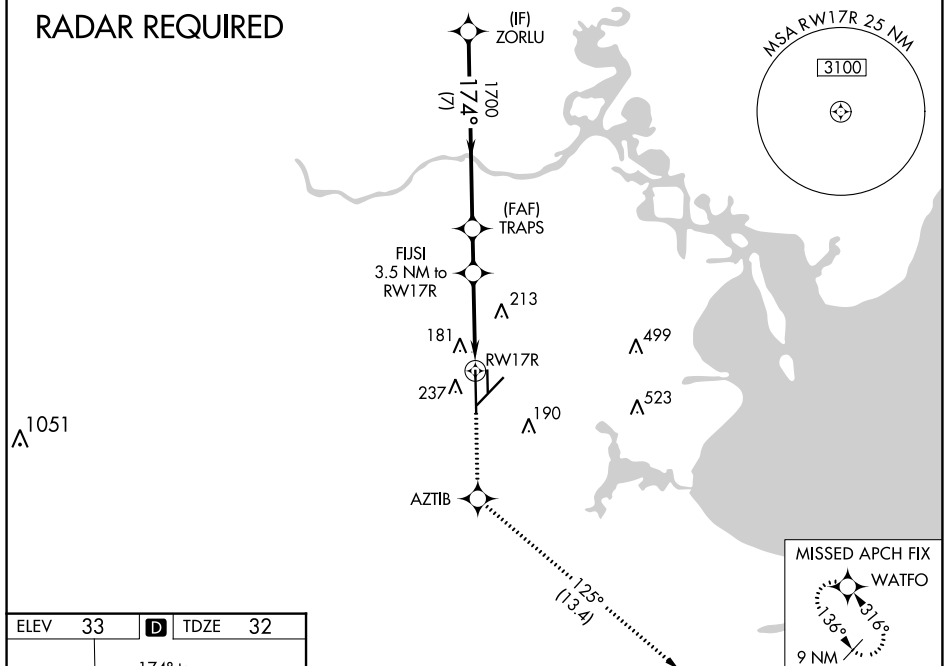 RADAR REQUIRED
(IF)
ZORLU
MSA RW17R 25 NM
3100
1700
174°
(7)
(FAF)
TRAPS
FIJSI
3.5 NM to
RW17R
213
181
499
RW17R
237
523
190
1051
AZTIB
125°
(13.4)
MISSED APCH FIX
WATFO
136°
316°
9 NM
ELEV 33 D TDZE 32